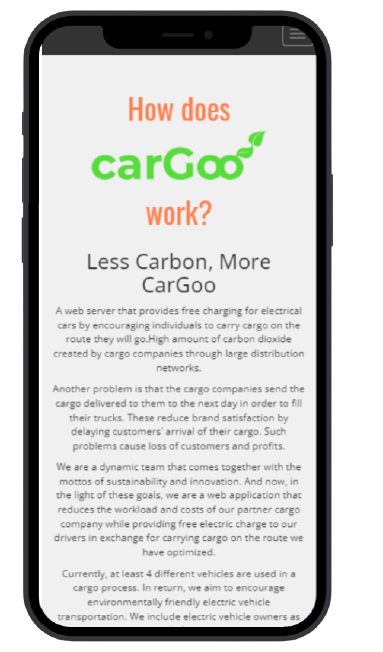 How does
carGoo
work?
Less Carbon, More
CarGoo
A web server that provides free charging for electrical
cars by encouraging individuals to carry cargo on the
route they will go.High amount of carbon dioxide
created by cargo companies through large distribution
networks.
Another problem is that the cargo companies send the
cargo delivered to them to the next day in order to fill
their trucks. These reduce brand satisfaction by
delaying customers' arrival of their cargo. Such
problems cause loss of customers and profits.
We are a dynamic team that comes together with the
mottos of sustainability and innovation. And now, in
the light of these goals, we are a web application that
reduces the workload and costs of our partner cargo
company while providing free electric charge to our
drivers in exchange for carrying cargo on the route we
have optimized.
Currently, at least 4 different vehicles are used in a
cargo process. In return, we aim to encourage
environmentally friendly electric vehicle
transportation. We include electric vehicle owners as